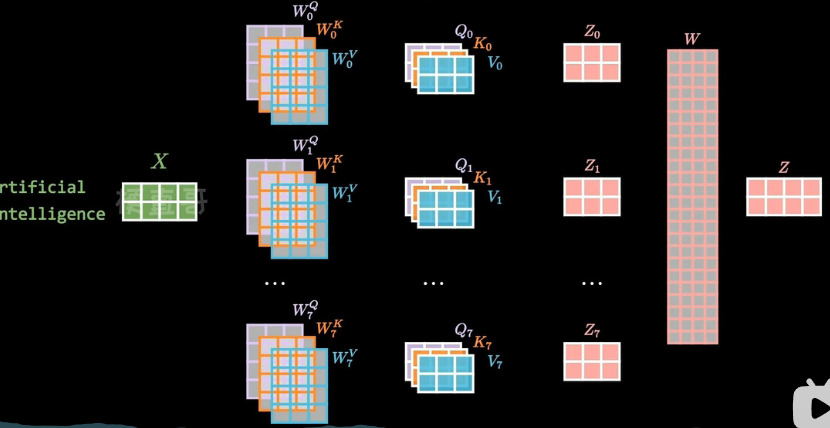 W_0^Q
W_0^K
W_0^V
Q_0
K_0
V_0
Z_0
W
X
rtificial
ntelligence
W_1^Q
W_1^K
W_1^V
Q_1
K_1
V_1
Z_1
Z
... ... ...
W_7^Q
W_7^K
W_7^V
Q_7
K_7
V_7
Z_7